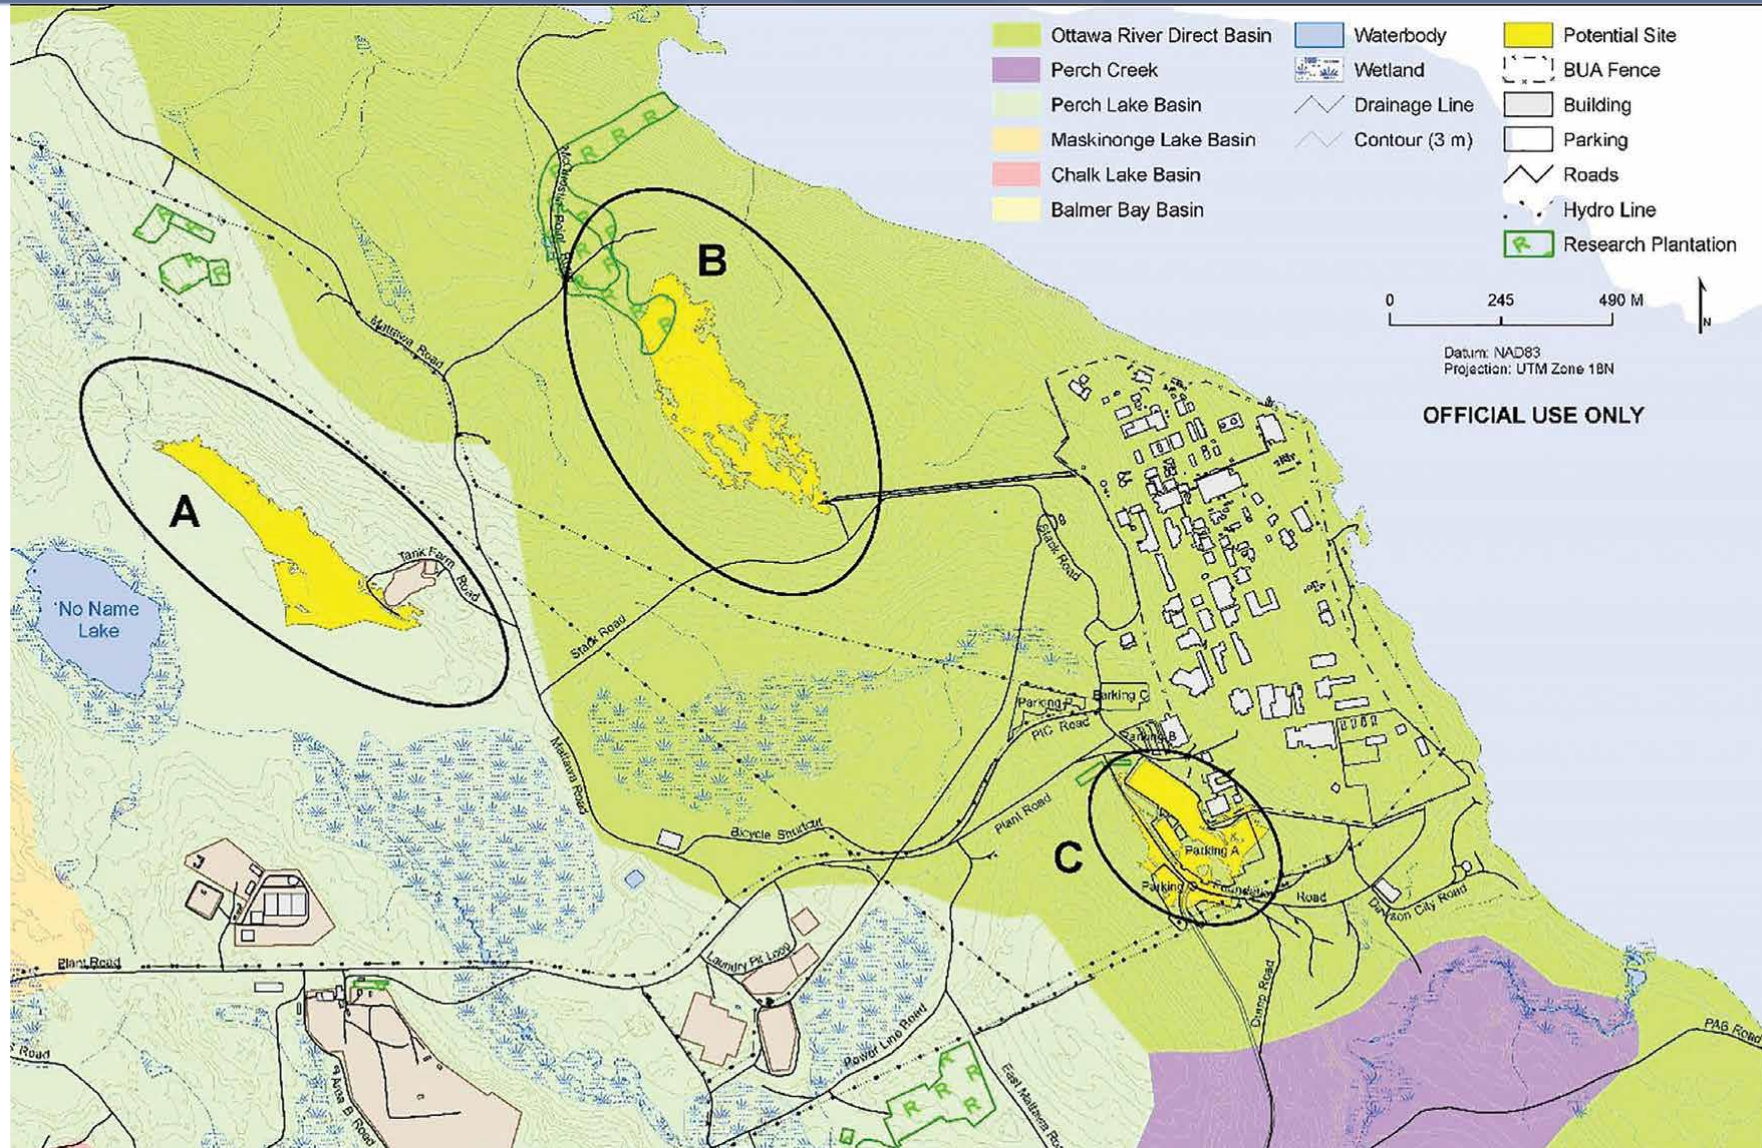 Ottawa River Direct Basin
Perch Creek
Perch Lake Basin
Maskinonge Lake Basin
Chalk Lake Basin
Balmer Bay Basin
Waterbody
Wetland
Drainage Line
Contour (3 m)
Potential Site
BUA Fence
Building
Parking
Roads
Hydro Line
R
Research Plantation
0 245 490 M
N
Datum: NAD83
Projection: UTM Zone 18N
OFFICIAL USE ONLY
R
R
R
R
B
R
R
R
R
R
R
Mattawa Road
A
Tank Farm Road
No Name
Lake
Stack Road
Stack Road
Parking C
PIC Road
Parking B
Mattawa Road
Bicycle Shortcut
Plant Road
C
Parking A
Road
City Road
Plant Road
Laundry Pit Loop
Dump Road
Power Line Road
PAB Road
Road
East Mattawa
Area B Road
R
R
R
R